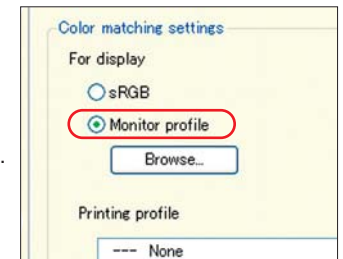 Color matching settings
For display
sRGB
Monitor profile
Browse...
Printing profile
--- None